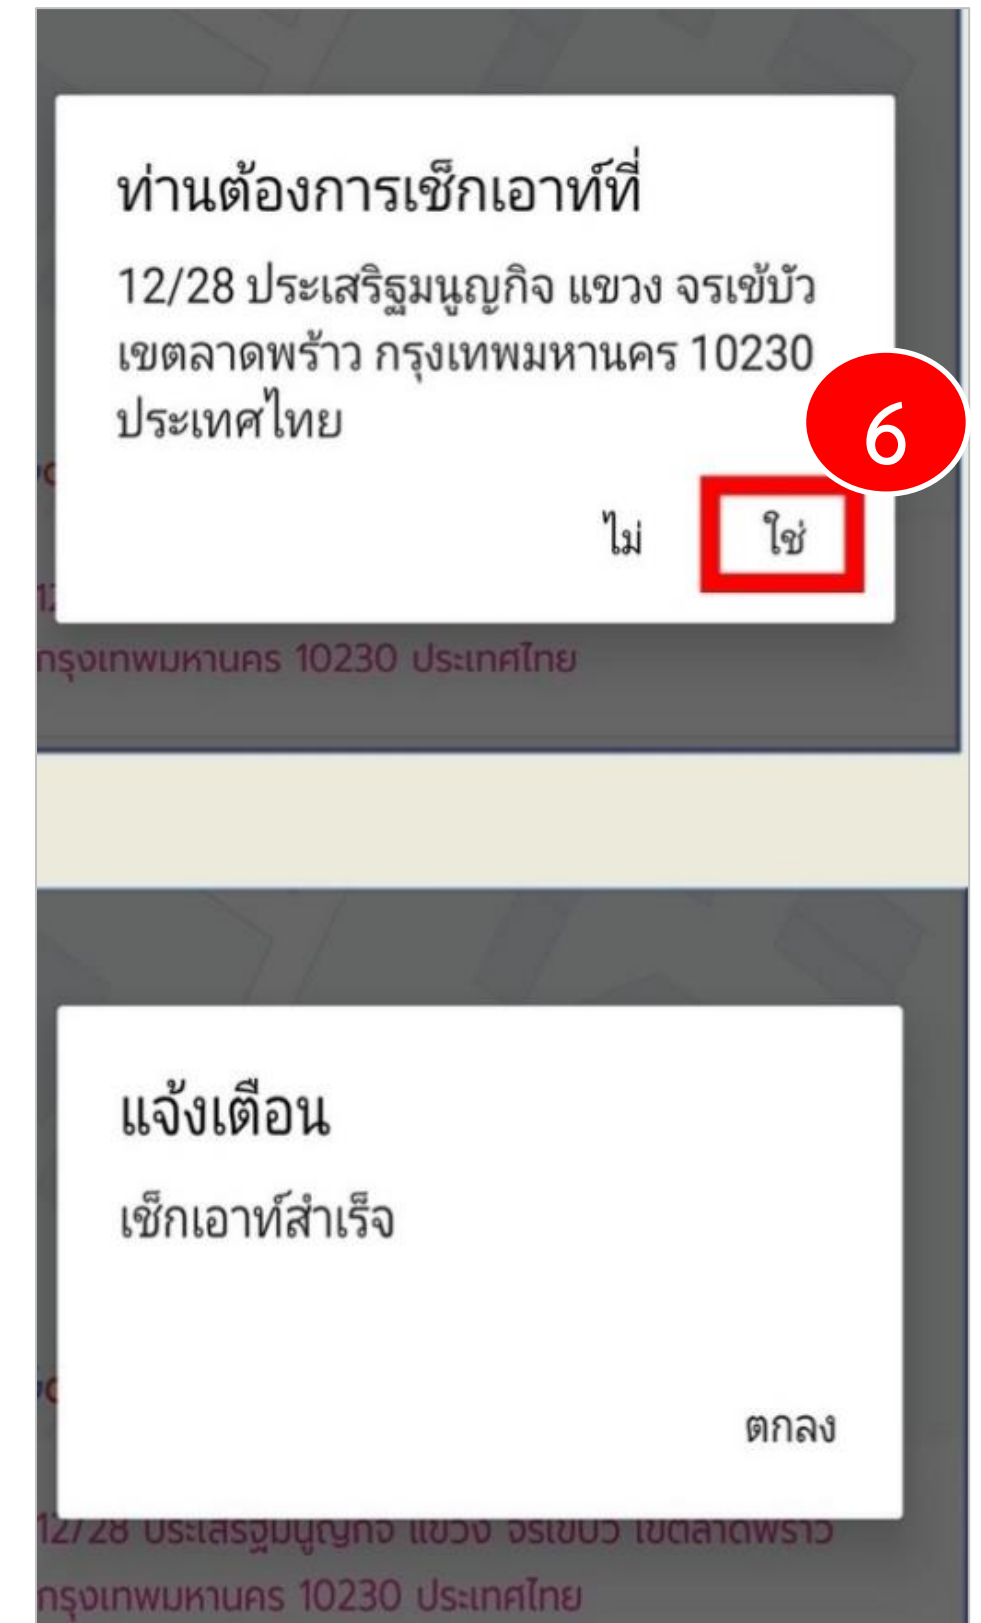 ท่านต้องการเช็กเอาท์ที่
12/28 ประเสริฐมนูญกิจ แขวง จรเข้บัว
เขตลาดพร้าว กรุงเทพมหานคร 10230
ประเทศไทย
6
ไม่ ใช่
12
กรุงเทพมหานคร 10230 ประเทศไทย
แจ้งเตือน
เช็กเอาท์สำเร็จ
ตกลง
12/28 ประเสริฐมนูญกิจ แขวง จรเข้บัว เขตลาดพร้าว
กรุงเทพมหานคร 10230 ประเทศไทย